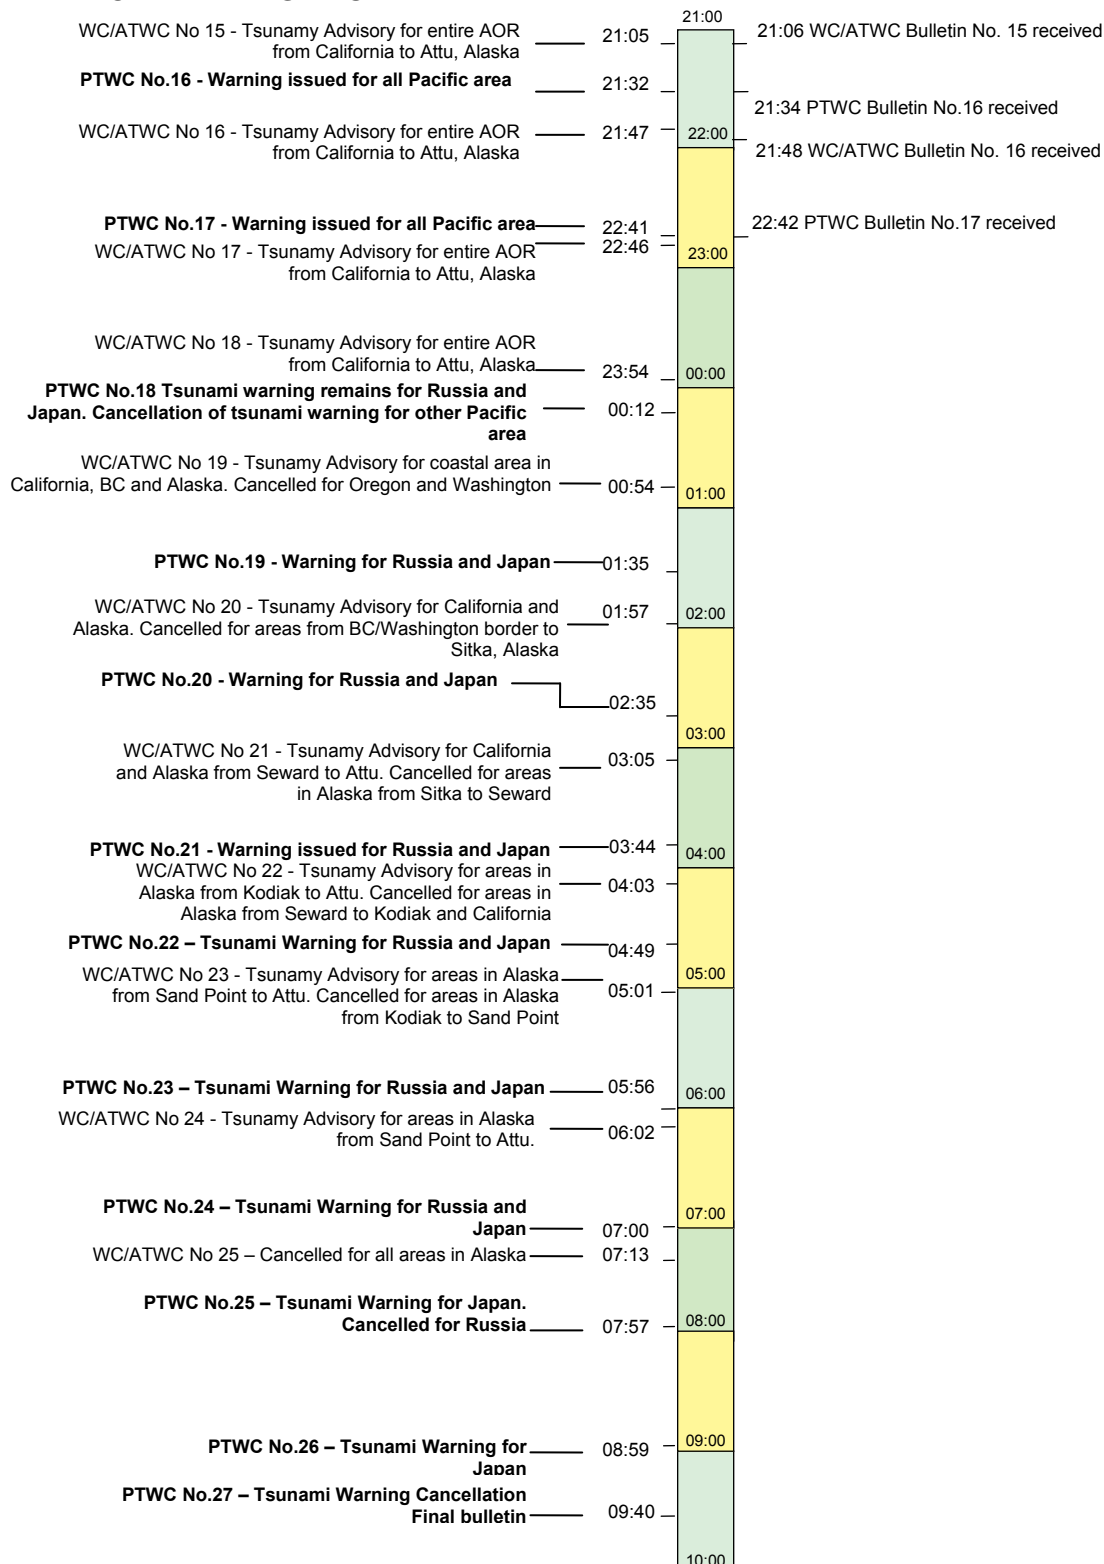 21:00
WC/ATWC No 15 - Tsunamy Advisory for entire AOR
from California to Attu, Alaska
21:05
21:06 WC/ATWC Bulletin No. 15 received
PTWC No.16 - Warning issued for all Pacific area
21:32
21:34 PTWC Bulletin No.16 received
WC/ATWC No 16 - Tsunamy Advisory for entire AOR
from California to Attu, Alaska
21:47
22:00
21:48 WC/ATWC Bulletin No. 16 received
PTWC No.17 - Warning issued for all Pacific area
22:41
22:42 PTWC Bulletin No.17 received
WC/ATWC No 17 - Tsunamy Advisory for entire AOR
from California to Attu, Alaska
22:46
23:00
WC/ATWC No 18 - Tsunamy Advisory for entire AOR
from California to Attu, Alaska
23:54
00:00
PTWC No.18 Tsunami warning remains for Russia and
Japan. Cancellation of tsunami warning for other Pacific
area
00:12
WC/ATWC No 19 - Tsunamy Advisory for coastal area in
California, BC and Alaska. Cancelled for Oregon and Washington
00:54
01:00
PTWC No.19 - Warning for Russia and Japan
01:35
WC/ATWC No 20 - Tsunamy Advisory for California and
Alaska. Cancelled for areas from BC/Washington border to
Sitka, Alaska
01:57
02:00
PTWC No.20 - Warning for Russia and Japan
02:35
03:00
WC/ATWC No 21 - Tsunamy Advisory for California
and Alaska from Seward to Attu. Cancelled for areas
in Alaska from Sitka to Seward
03:05
PTWC No.21 - Warning issued for Russia and Japan
03:44
04:00
WC/ATWC No 22 - Tsunamy Advisory for areas in
Alaska from Kodiak to Attu. Cancelled for areas in
Alaska from Seward to Kodiak and California
04:03
PTWC No.22 – Tsunami Warning for Russia and Japan
04:49
05:00
WC/ATWC No 23 - Tsunamy Advisory for areas in Alaska
from Sand Point to Attu. Cancelled for areas in Alaska
from Kodiak to Sand Point
05:01
PTWC No.23 – Tsunami Warning for Russia and Japan
05:56
06:00
WC/ATWC No 24 - Tsunamy Advisory for areas in Alaska
from Sand Point to Attu.
06:02
PTWC No.24 – Tsunami Warning for Russia and
Japan
07:00
07:00
WC/ATWC No 25 – Cancelled for all areas in Alaska
07:13
PTWC No.25 – Tsunami Warning for Japan.
Cancelled for Russia
07:57
08:00
PTWC No.26 – Tsunami Warning for
Japan
08:59
09:00
PTWC No.27 – Tsunami Warning Cancellation
Final bulletin
09:40
10:00